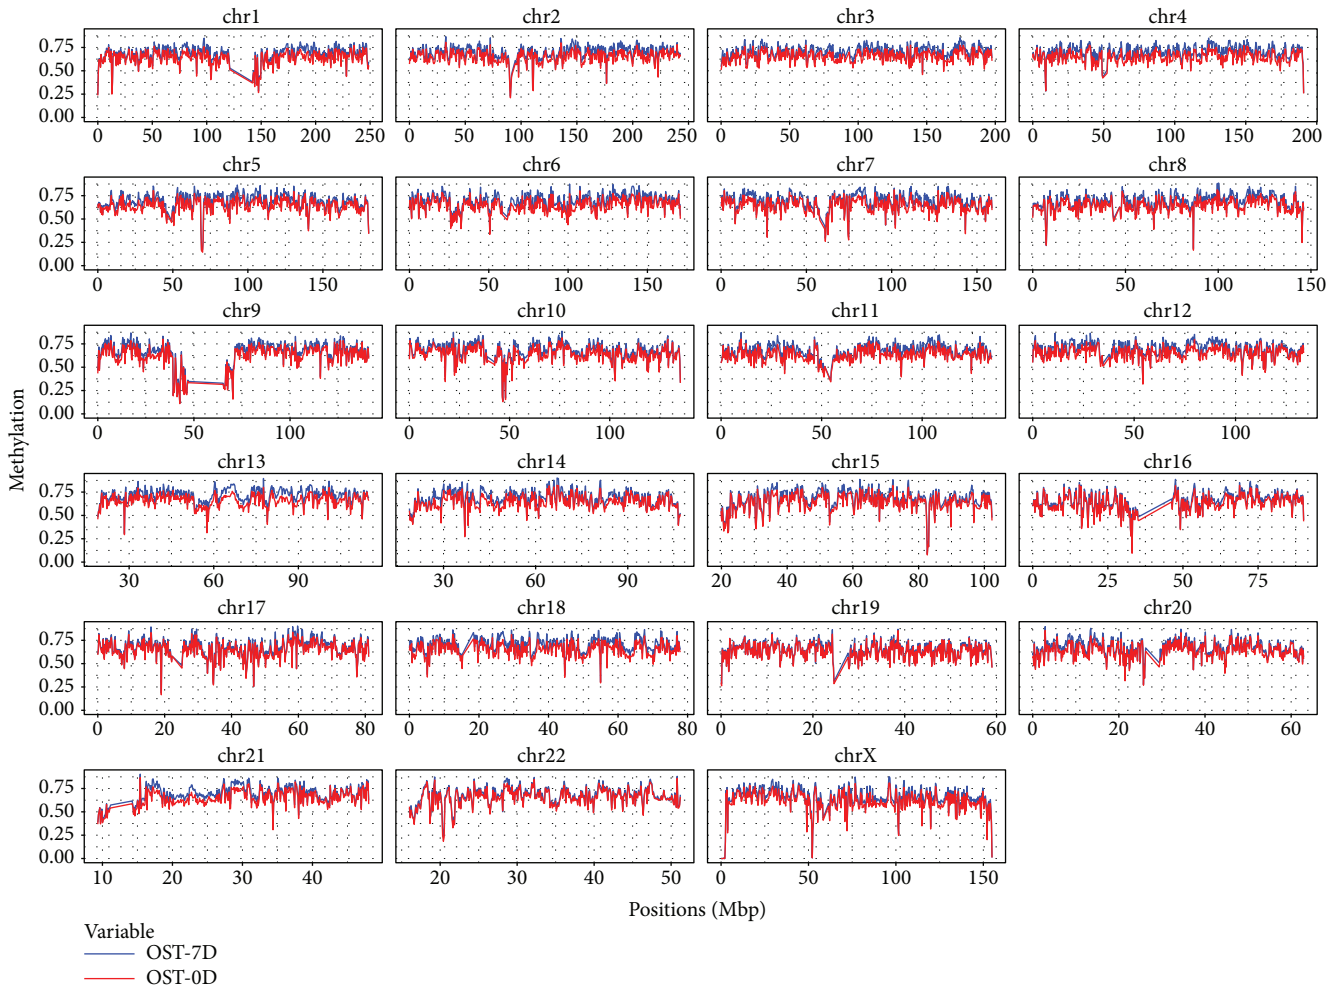 chr1 chr2 chr3 chr4
0.75
0.50
0.25
0.00
0 50 100 150 200 250 0 50 100 150 200 250 0 50 100 150 200 0 50 100 150 200
chr5 chr6 chr7 chr8
0.75
0.50
0.25
0.00
0 50 100 150 0 50 100 150 0 50 100 150 0 50 100 150
chr9 chr10 chr11 chr12
0.75
0.50
0.25
0.00
0 50 100 0 50 100 0 50 100 0 50 100
Methylation
chr13 chr14 chr15 chr16
0.75
0.50
0.25
0.00
30 60 90 30 60 90 20 40 60 80 100 0 25 50 75
chr17 chr18 chr19 chr20
0.75
0.50
0.25
0.00
0 20 40 60 80 0 20 40 60 80 0 20 40 60 0 20 40 60
chr21 chr22 chrX
0.75
0.50
0.25
0.00
10 20 30 40 20 30 40 50 0 50 100 150
Positions (Mbp)
Variable
OST-7D
OST-0D